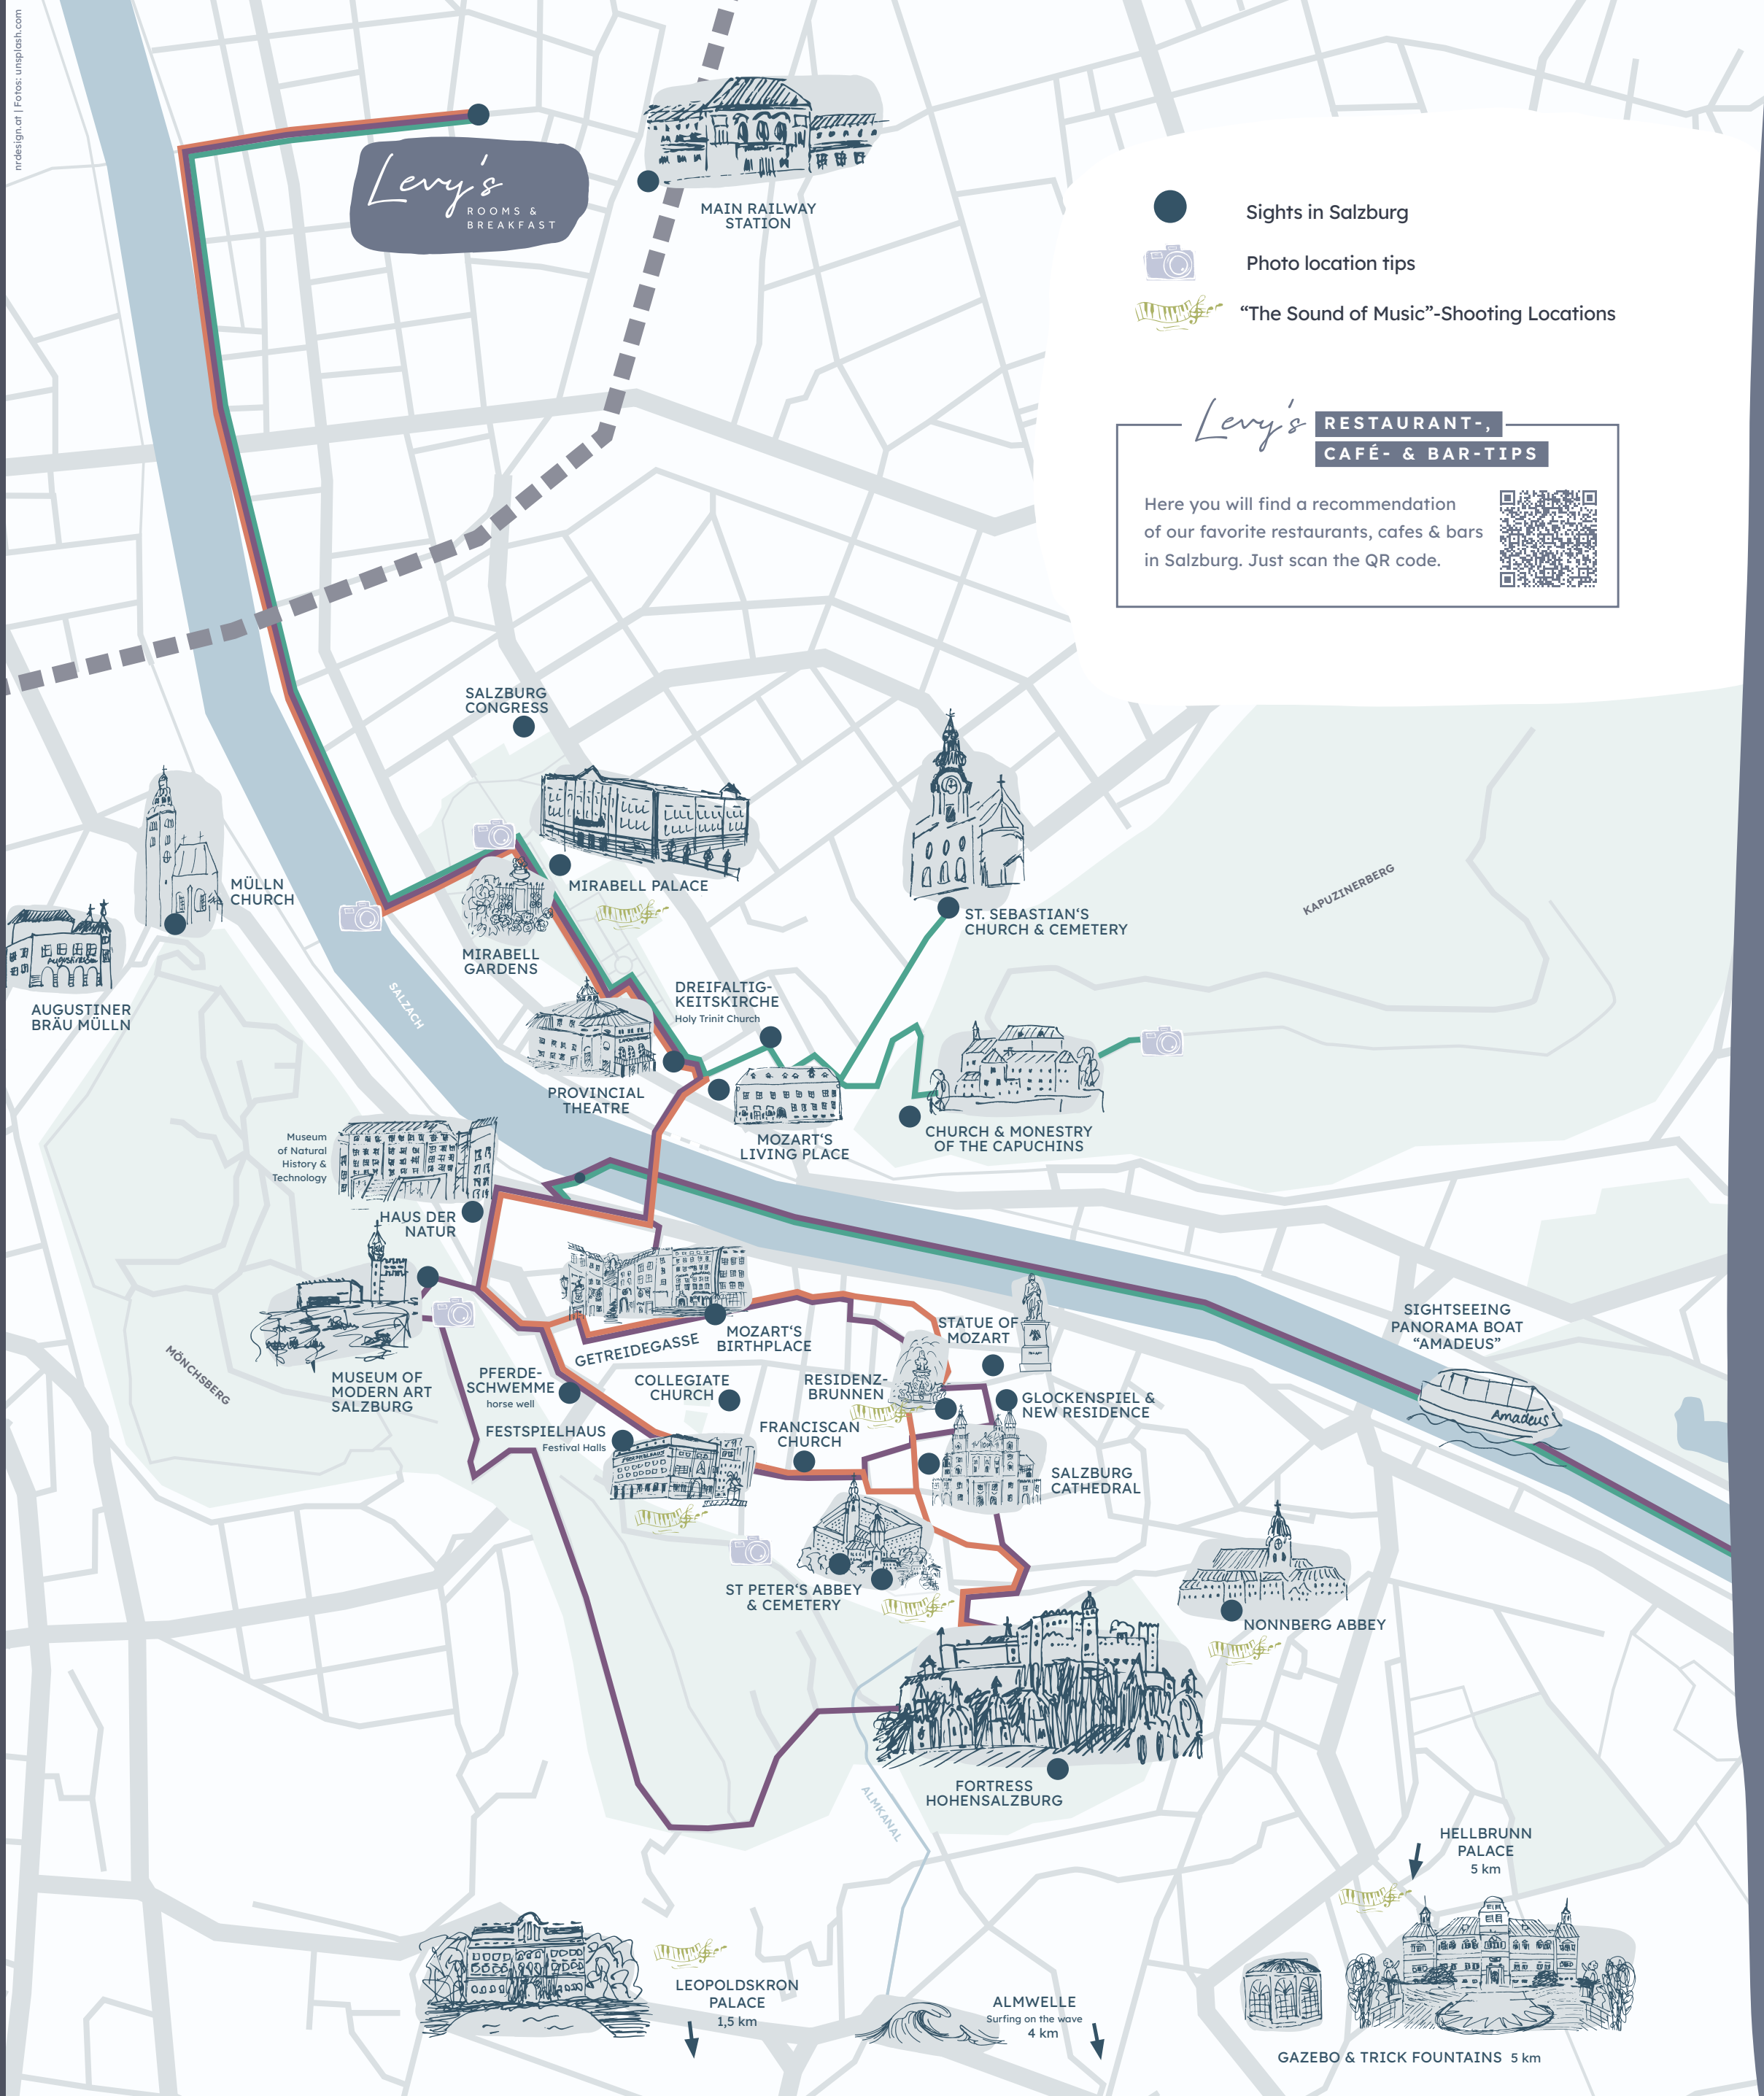 nrdesign.at | Fotos: unsplash.com
Levy's
ROOMS &
BREAKFAST
MAIN RAILWAY
STATION
Sights in Salzburg
Photo location tips
“The Sound of Music”-Shooting Locations
Levy's
RESTAURANT-,
CAFÉ- & BAR-TIPS
Here you will find a recommendation
of our favorite restaurants, cafes & bars
in Salzburg. Just scan the QR code.
SALZBURG
CONGRESS
MÜLLN
CHURCH
MIRABELL PALACE
ST. SEBASTIAN‘S
CHURCH & CEMETERY
KAPUZINERBERG
AUGUSTINER
BRÄU MÜLLN
Augustinerbräu
MIRABELL
GARDENS
SALZACH
DREIFALTIG-
KEITSKIRCHE
Holy Trinit Church
PROVINCIAL
THEATRE
MOZART‘S
LIVING PLACE
CHURCH & MONESTRY
OF THE CAPUCHINS
Museum
of Natural
History &
Technology
HAUS DER
NATUR
MÖNCHSBERG
MUSEUM OF
MODERN ART
SALZBURG
GETREIDEGASSE
MOZART‘S
BIRTHPLACE
STATUE OF
MOZART
SIGHTSEEING
PANORAMA BOAT
“AMADEUS”
Amadeus
PFERDE-
SCHWEMME
horse well
COLLEGIATE
CHURCH
RESIDENZ-
BRUNNEN
GLOCKENSPIEL &
NEW RESIDENCE
FESTSPIELHAUS
Festival Halls
FRANCISCAN
CHURCH
SALZBURG
CATHEDRAL
ST PETER‘S ABBEY
& CEMETERY
NONNBERG ABBEY
FORTRESS
HOHENSALZBURG
ALMKANAL
HELLBRUNN
PALACE
5 km
LEOPOLDSKRON
PALACE
1,5 km
ALMWELLE
Surfing on the wave
4 km
GAZEBO & TRICK FOUNTAINS 5 km